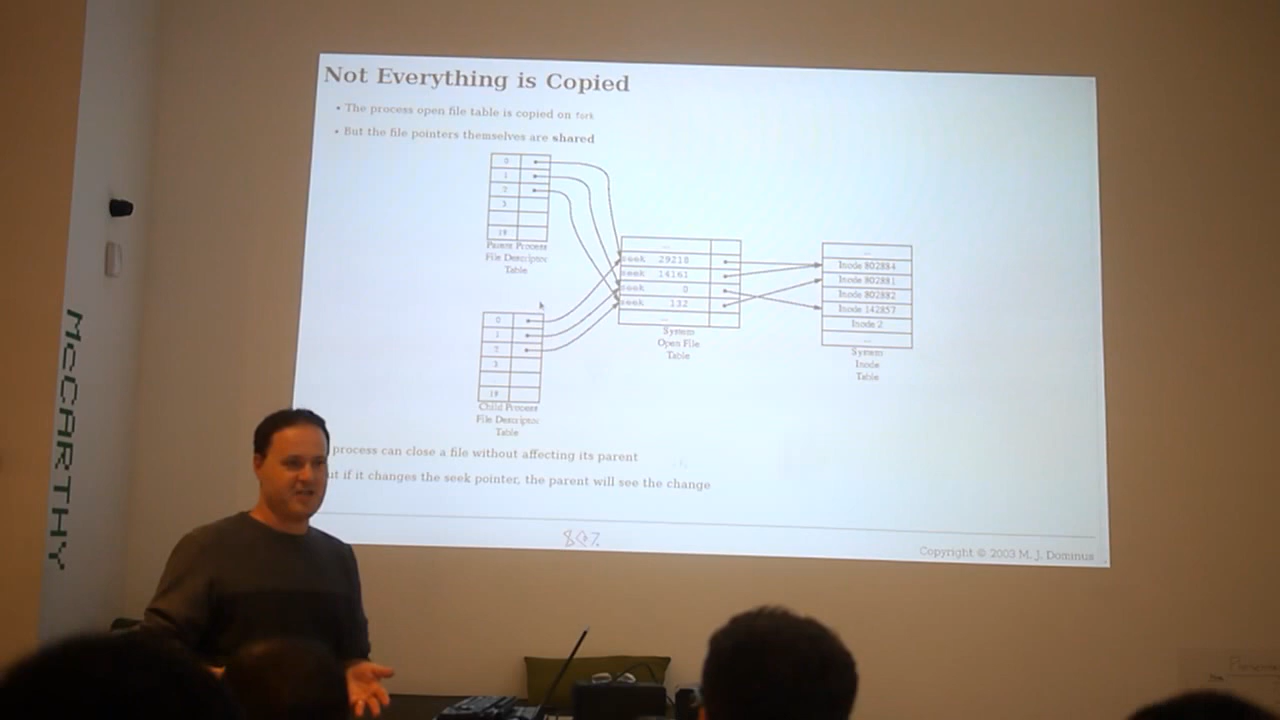 Not Everything is Copied
• The process open file table is copied on fork
• But the file pointers themselves are shared
0
1
2
3
19
Parent Process
File Descriptor
Table
...
seek 29218
seek 14161
seek 0
seek 132
...
System
Open File
Table
...
Inode 802884
Inode 802881
Inode 802882
Inode 142857
Inode 2
...
System
Inode
Table
0
1
2
3
19
Child Process
File Descriptor
Table
process can close a file without affecting its parent
ut if it changes the seek pointer, the parent will see the change
Copyright © 2003 M. J. Dominus
MCCARTHY